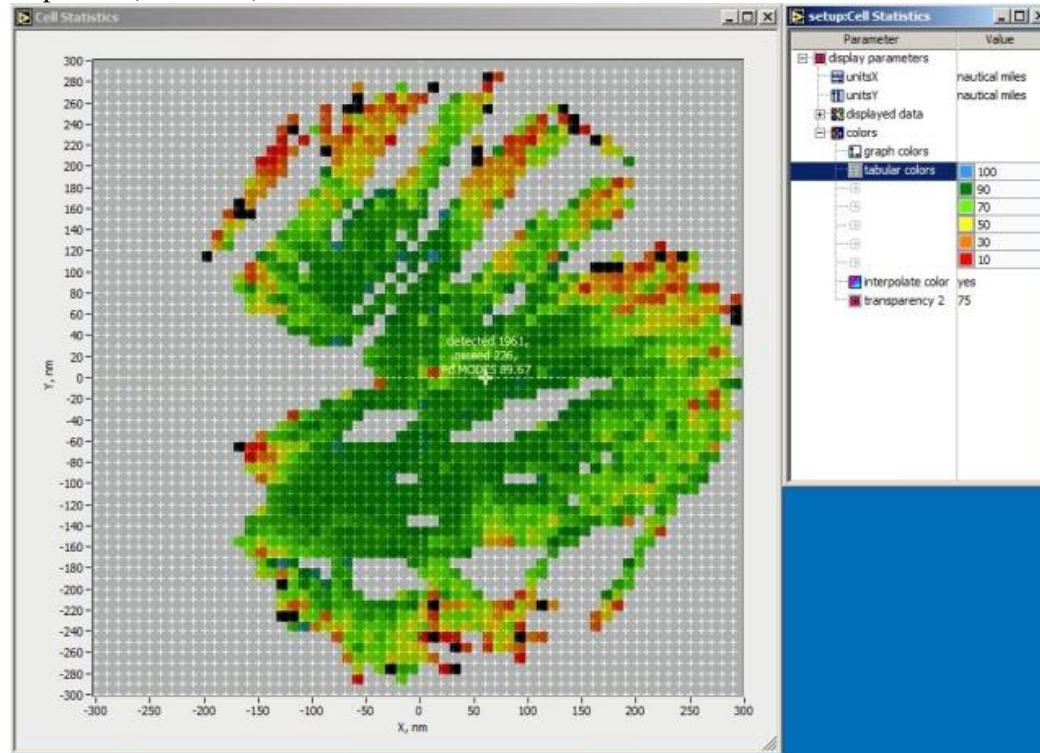 Cell Statistics
300
280
260
240
220
200
180
160
140
120
100
80
60
40
20
0
-20
-40
-60
-80
-100
-120
-140
-160
-180
-200
-220
-240
-260
-280
-300
Y, nm
detected 1961,
missed 226,
Pd MODES 89.67
-300 -250 -200 -150 -100 -50 0 50 100 150 200 250 300
X, nm
setup:Cell Statistics
Parameter Value
display parameters
unitsX nautical miles
unitsY nautical miles
displayed data
colors
graph colors
tabular colors 100
90
70
50
30
10
interpolate color yes
transparency 2 75